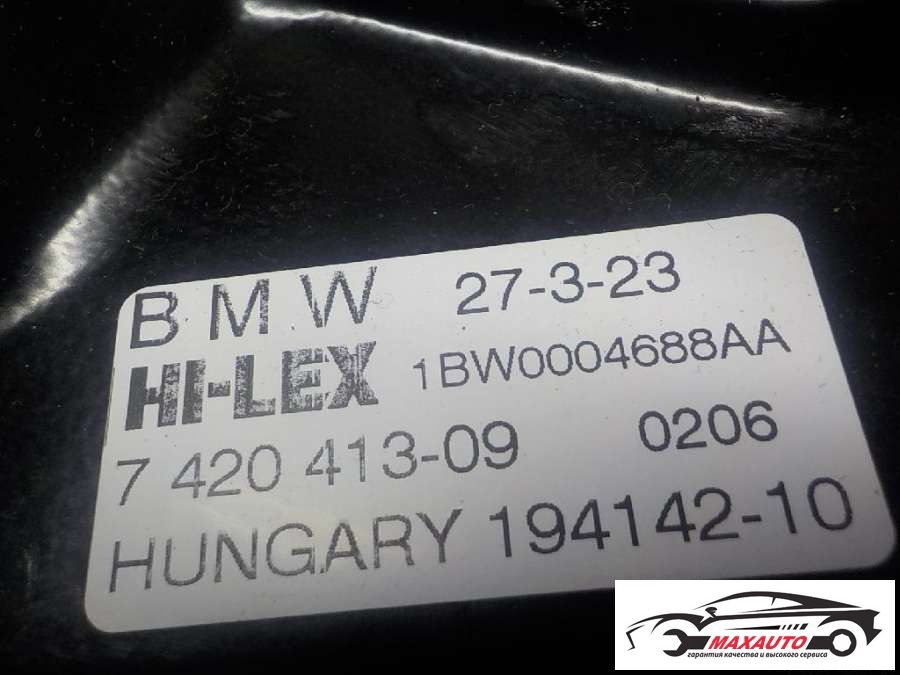 BMW 27-3-23
HI-LEX 1BW0004688AA
7 420 413-09 0206
HUNGARY 194142-10
MAXAUTO
гарантия качества и высокого сервиса